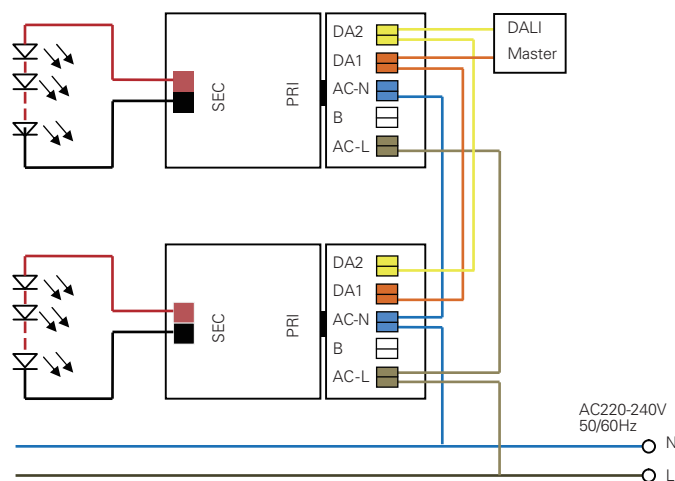 DA2
DALI
DA1
Master
AC-N
SEC
PRI
B
AC-L
DA2
DA1
AC-N
SEC
PRI
B
AC-L
AC220-240V
50/60Hz
N
L